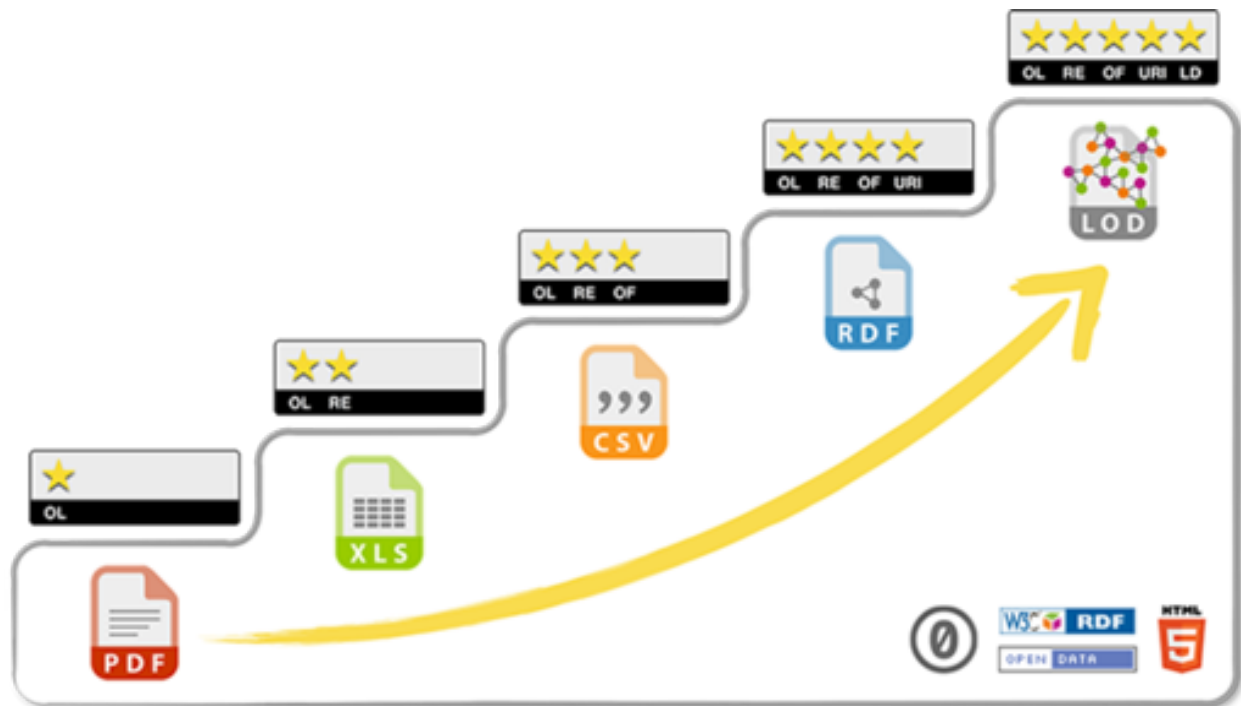 OL RE OF URI LD
LOD
OL RE OF URI
RDF
OL RE OF
,,,
CSV
OL RE
XLS
OL
PDF
0
W3C RDF
OPEN DATA
HTML
5